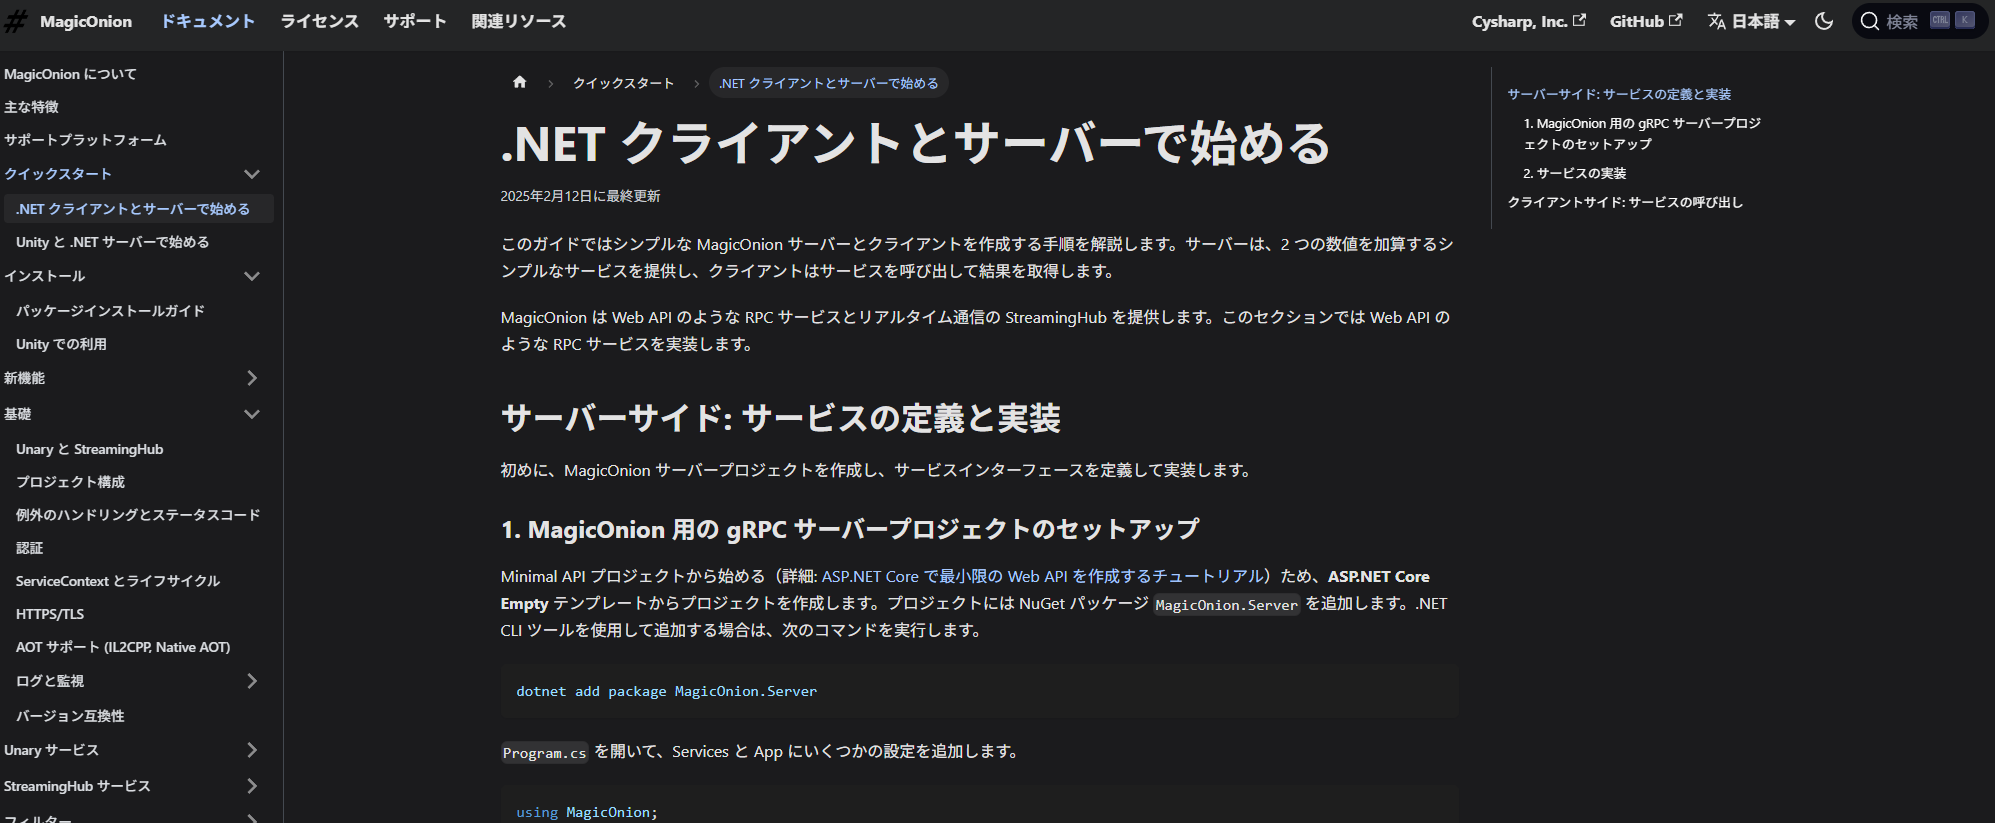 MagicOnion ドキュメント ライセンス サポート 関連リソース Cysharp, Inc. GitHub 日本語 検索 CTRL K
MagicOnion について
主な特徴
サポートプラットフォーム
クイックスタート
.NET クライアントとサーバーで始める
Unity と .NET サーバーで始める
インストール
パッケージインストールガイド
Unity での利用
新機能
基礎
Unary と StreamingHub
プロジェクト構成
例外のハンドリングとステータスコード
認証
ServiceContext とライフサイクル
HTTPS/TLS
AOT サポート (IL2CPP, Native AOT)
ログと監視
バージョン互換性
Unary サービス
StreamingHub サービス
フィルター
クイックスタート .NET クライアントとサーバーで始める
.NET クライアントとサーバーで始める
2025年2月12日に最終更新
このガイドではシンプルな MagicOnion サーバーとクライアントを作成する手順を解説します。サーバーは、2 つの数値を加算するシ
ンプルなサービスを提供し、クライアントはサービスを呼び出して結果を取得します。
MagicOnion は Web API のような RPC サービスとリアルタイム通信の StreamingHub を提供します。このセクションでは Web API の
ような RPC サービスを実装します。
サーバーサイド: サービスの定義と実装
初めに、MagicOnion サーバープロジェクトを作成し、サービスインターフェースを定義して実装します。
1. MagicOnion 用の gRPC サーバープロジェクトのセットアップ
Minimal API プロジェクトから始める（詳細: ASP.NET Core で最小限の Web API を作成するチュートリアル）ため、ASP.NET Core
Empty テンプレートからプロジェクトを作成します。プロジェクトには NuGet パッケージ MagicOnion.Server を追加します。.NET
CLI ツールを使用して追加する場合は、次のコマンドを実行します。
dotnet add package MagicOnion.Server
Program.cs を開いて、Services と App にいくつかの設定を追加します。
using MagicOnion;
サーバーサイド: サービスの定義と実装
1. MagicOnion 用の gRPC サーバープロジ
ェクトのセットアップ
2. サービスの実装
クライアントサイド: サービスの呼び出し